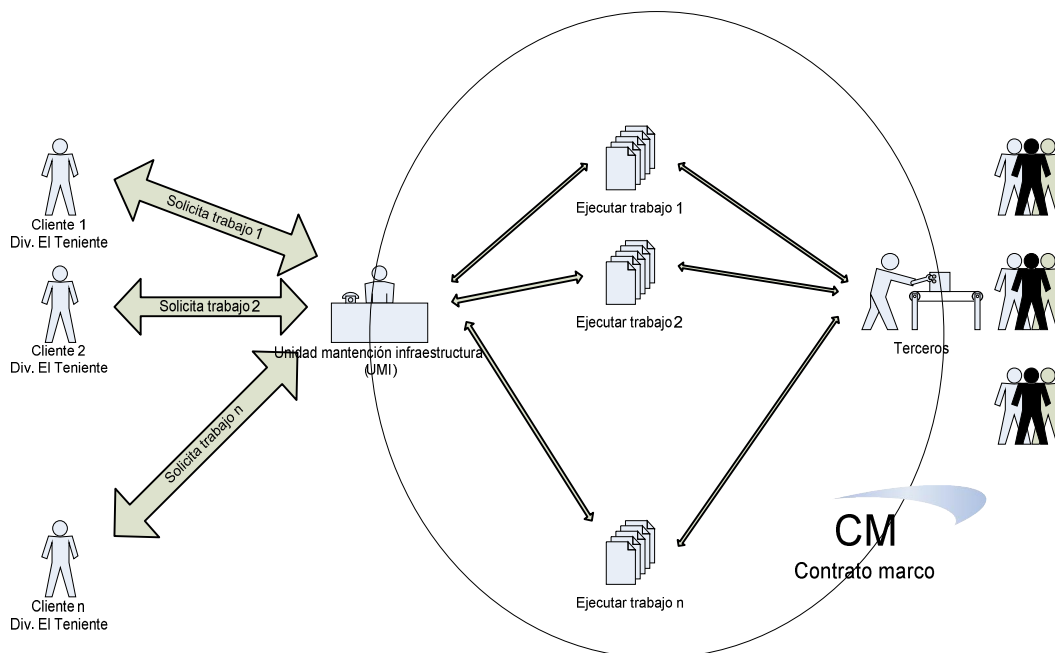 Cliente 1
Div. El Teniente
Solicita trabajo 1
Cliente 2
Div. El Teniente
Solicita trabajo 2
Cliente n
Div. El Teniente
Solicita trabajo n
Unidad mantención infraestructura
(UMI)
Ejecutar trabajo 1
Ejecutar trabajo 2
Ejecutar trabajo n
Terceros
CM
Contrato marco